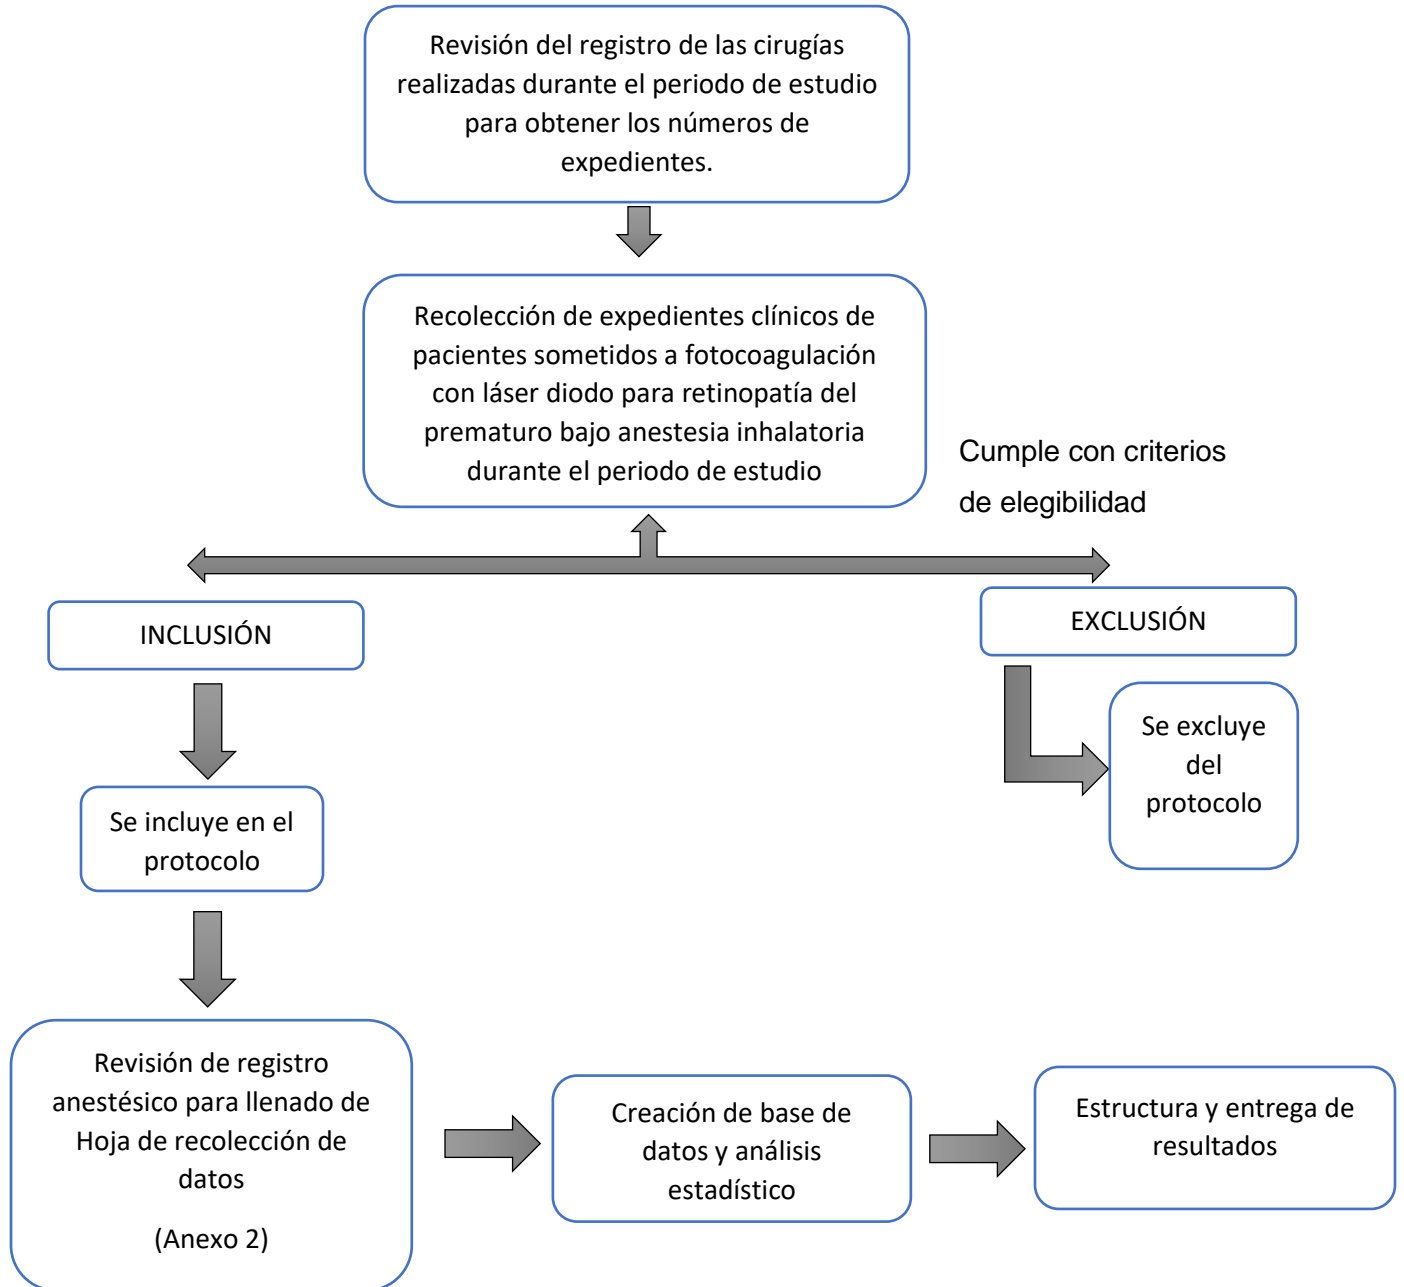 Revisión del registro de las cirugías
realizadas durante el periodo de estudio
para obtener los números de
expedientes.
Recolección de expedientes clínicos de
pacientes sometidos a fotocoagulación
con láser diodo para retinopatía del
prematuro bajo anestesia inhalatoria
durante el periodo de estudio
Cumple con criterios
de elegibilidad
INCLUSIÓN
EXCLUSIÓN
Se excluye
del
protocolo
Se incluye en el
protocolo
Revisión de registro
anestésico para llenado de
Hoja de recolección de
datos
(Anexo 2)
Creación de base de
datos y análisis
estadístico
Estructura y entrega de
resultados